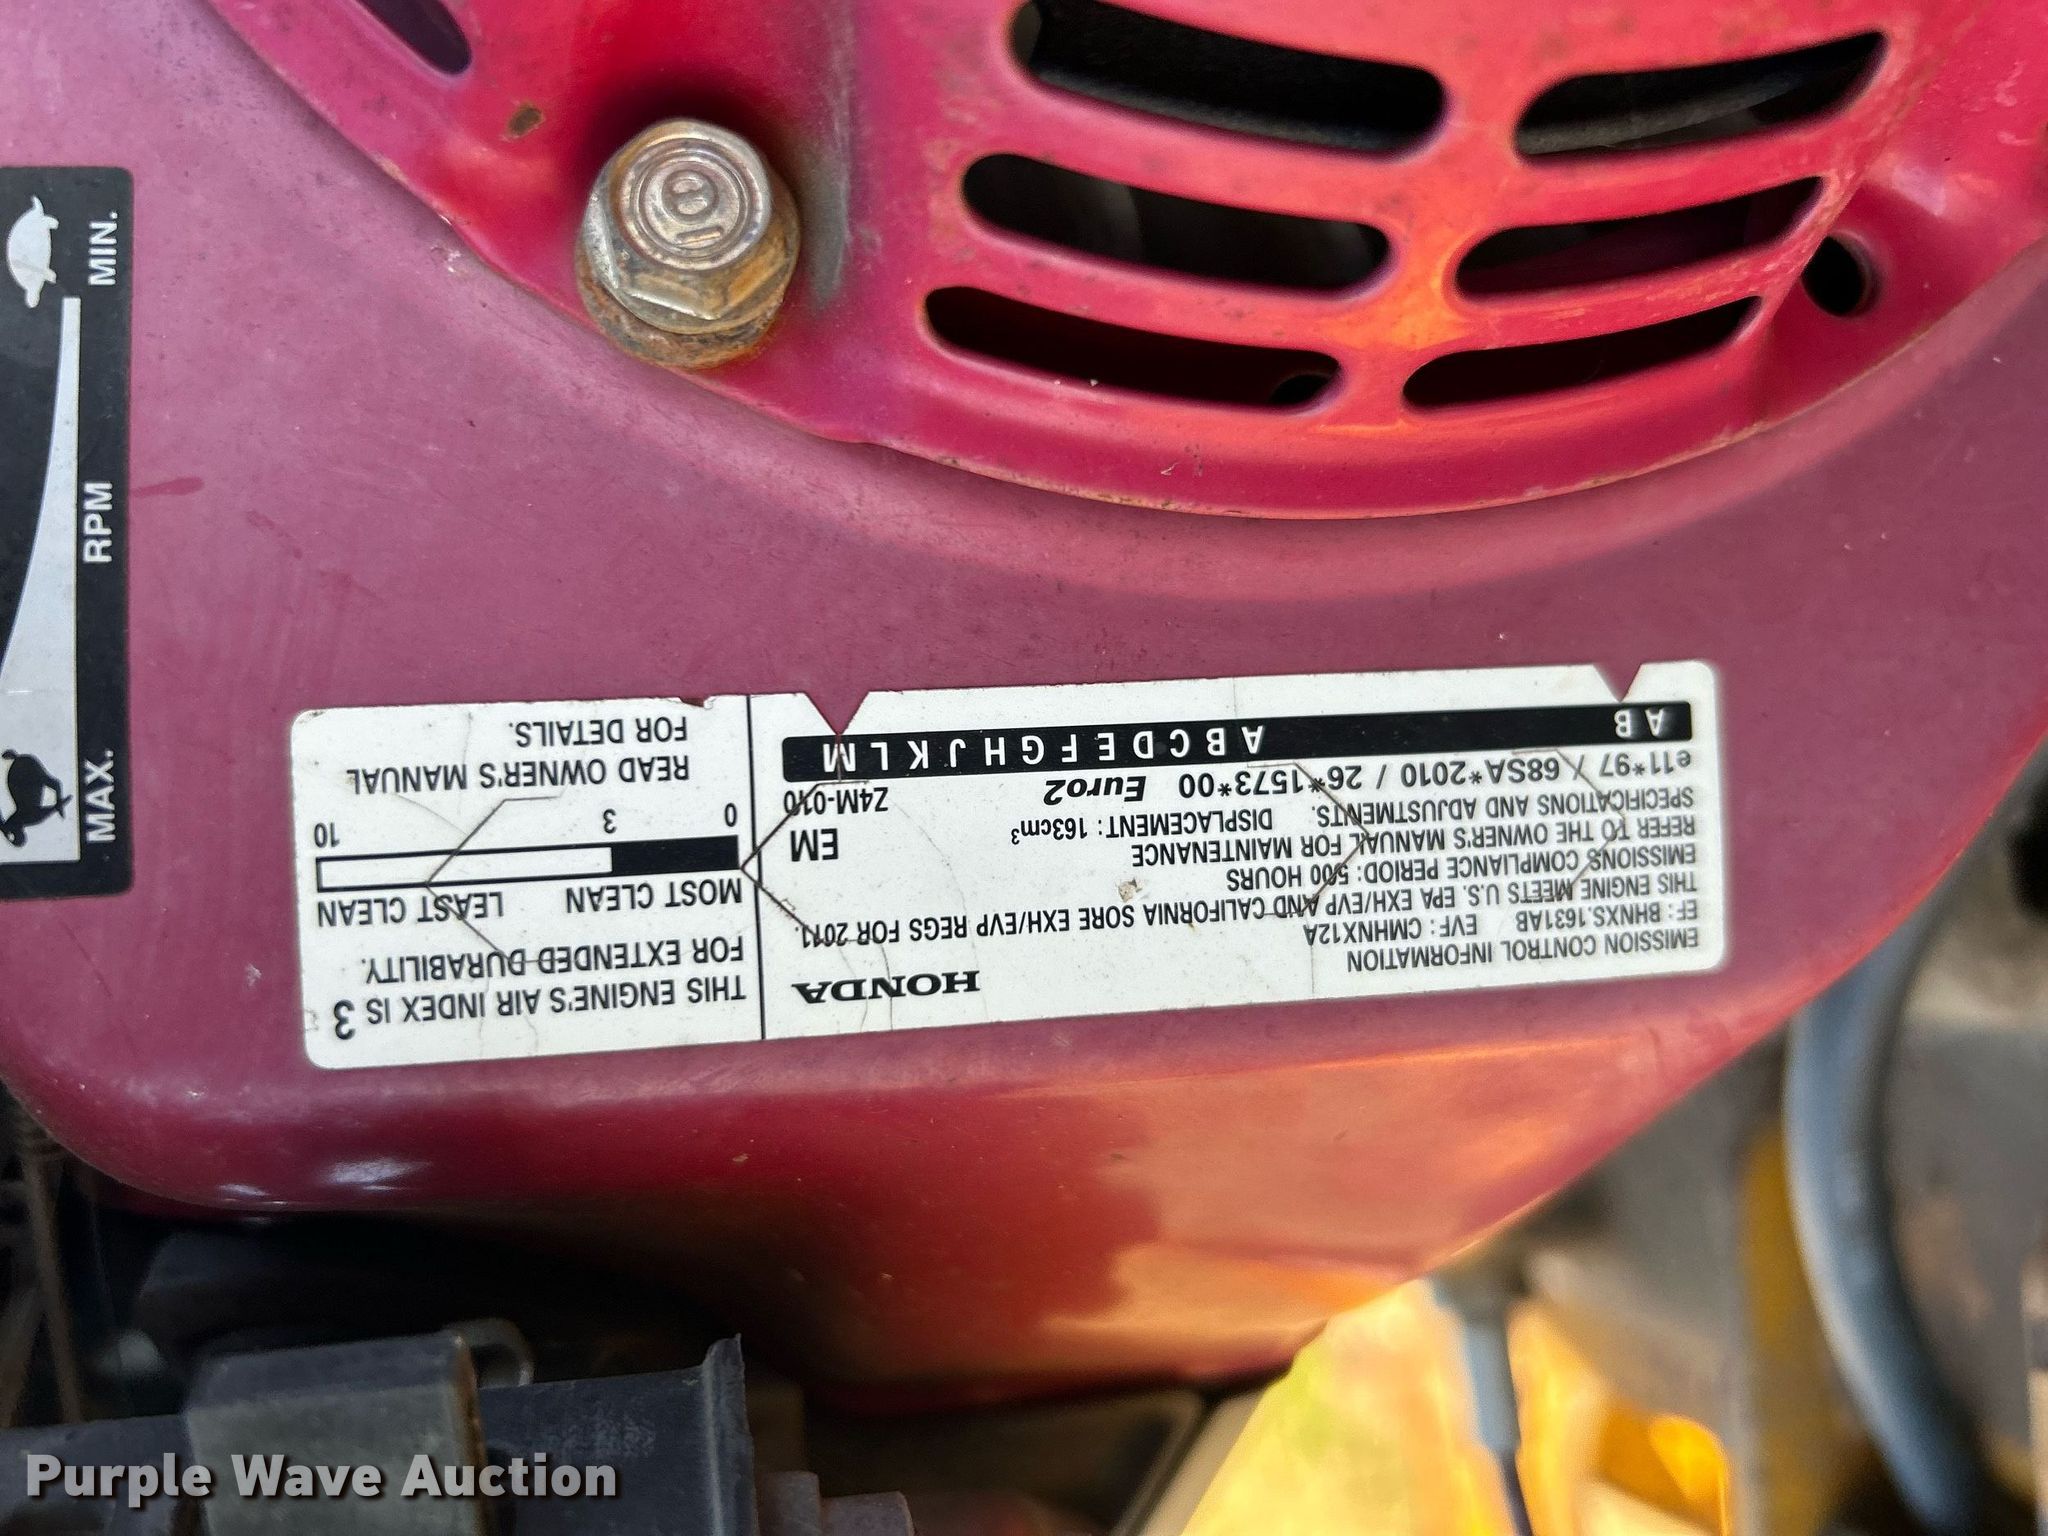 MIN.
RPM
MAX.
10
EMISSION CONTROL INFORMATION HONDA
EF: BHNXS.1631AB EVF: CMHNX12A
THIS ENGINE MEETS U.S. EPA EXH/EVP AND CALIFORNIA SORE EXH/EVP REGS FOR 2011.
EMISSIONS COMPLIANCE PERIOD: 500 HOURS
REFER TO THE OWNER'S MANUAL FOR MAINTENANCE
SPECIFICATIONS AND ADJUSTMENTS. DISPLACEMENT: 163cm³
EM
Z4M-010
e11*97 / 68SA*2010 / 26*1573*00 Euro2
A B A B C D E F G H J K L M
THIS ENGINE'S AIR INDEX IS 3
FOR EXTENDED DURABILITY.
MOST CLEAN LEAST CLEAN
0 3 10
READ OWNER'S MANUAL
FOR DETAILS.
Purple Wave Auction